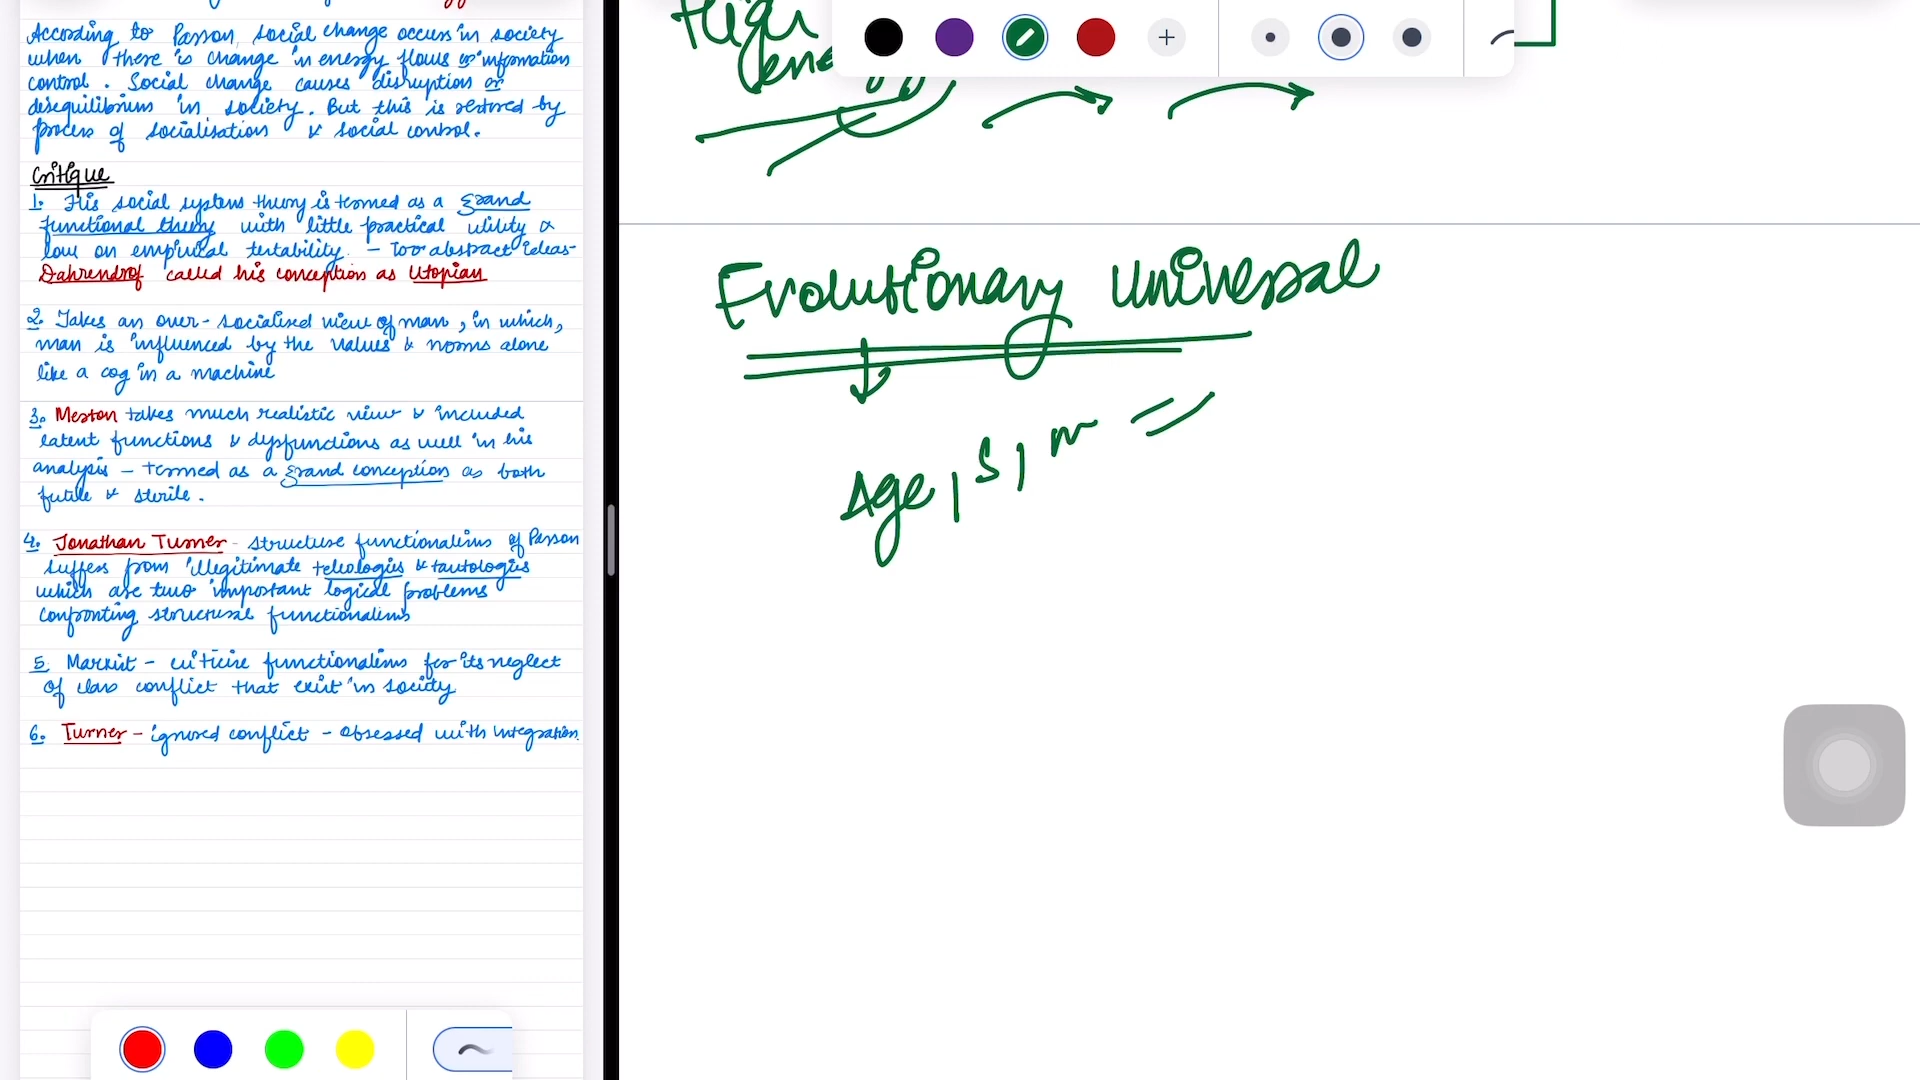 According to Parson, social change occurs in society
when there is change in energy flows or information
control. Social change causes disruption or
disequilibrium in society. But this is restored by
process of socialisation & social control.
Critique
1. His social system theory is termed as a grand
functional theory with little practical utility &
low on empirical testability. - Too abstract ideas-
Dahrendrof called his conception as Utopian
2. Takes an over-socialised view of man, in which,
man is influenced by the values & norms alone
like a cog in a machine
3. Merton takes much realistic view & included
latent functions & dysfunctions as well in his
analysis - termed as a grand conception as both
futile & sterile.
4. Jonathan Turner - structure functionalism of Parson
suffers from illegitimate teleologies & tautologies
which are two important logical problems
confronting structural functionalism
5. Marxist - criticise functionalism for its neglect
of class conflict that exist in society
6. Turner - ignored conflict - obsessed with integration.
High
Evolutionary Universal
Age, S, m =